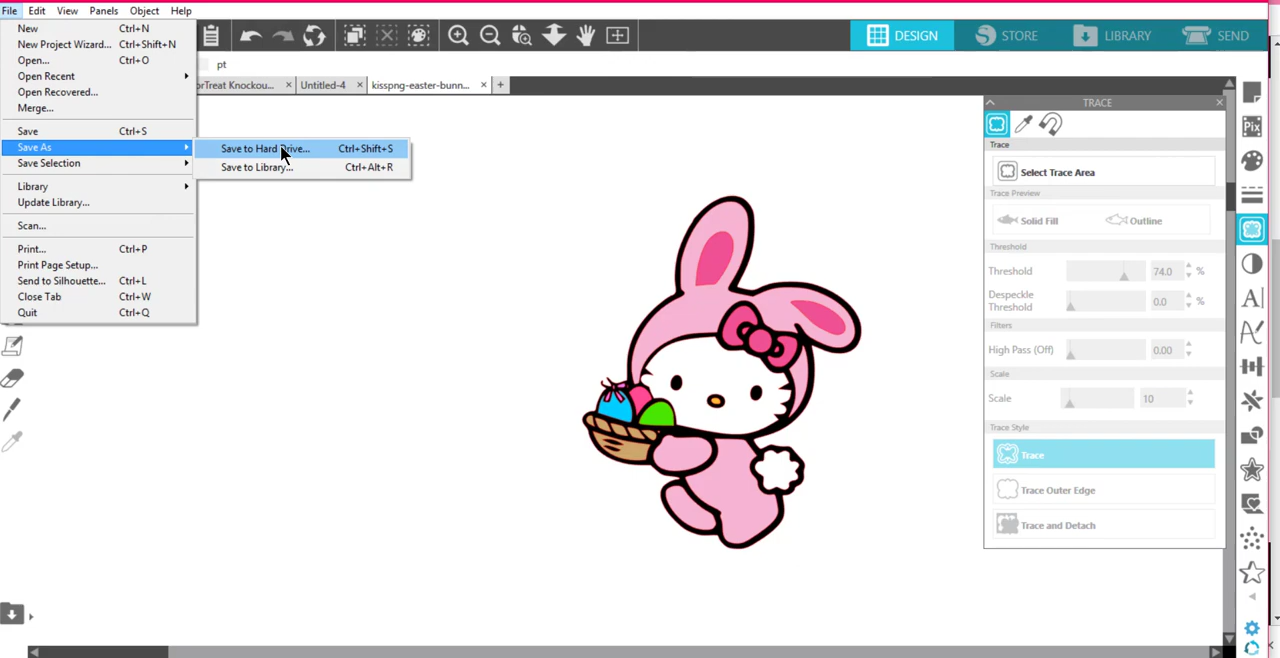 File Edit View Panels Object Help
New Ctrl+N
New Project Wizard... Ctrl+Shift+N
Open... Ctrl+O
Open Recent
Open Recovered...
Merge...
Save Ctrl+S
Save As
Save Selection
Library
Update Library...
Scan...
Print... Ctrl+P
Print Page Setup...
Send to Silhouette... Ctrl+L
Close Tab Ctrl+W
Quit Ctrl+Q
Save to Hard Drive... Ctrl+Shift+S
Save to Library... Ctrl+Alt+R
DESIGN STORE LIBRARY SEND
pt
orTreat Knockou... × Untitled-4 × kisspng-easter-bunn... × +
TRACE
Trace
Select Trace Area
Trace Preview
Solid Fill Outline
Threshold
Threshold 74.0 %
Despeckle Threshold 0.0 %
Filters
High Pass (Off) 0.00
Scale
Scale 10
Trace Style
Trace
Trace Outer Edge
Trace and Detach
Pix